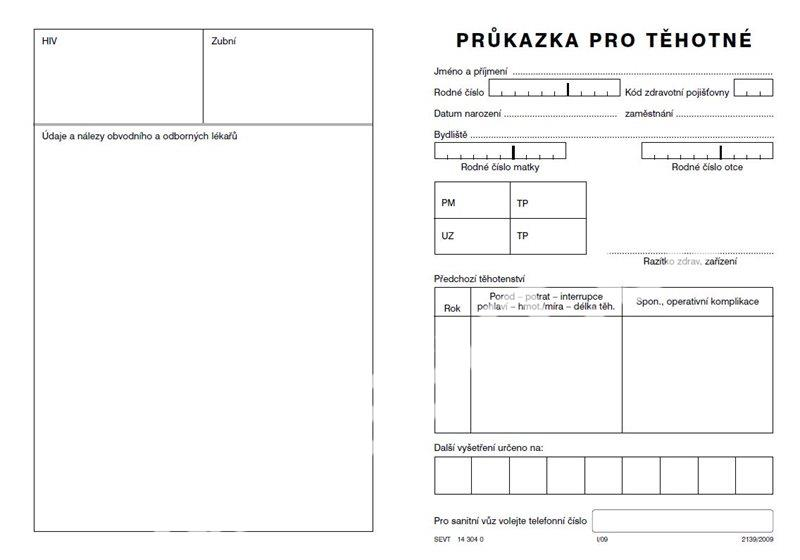 HIV
Zubní
Údaje a nálezy obvodního a odborných lékařů
PRŮKAZKA PRO TĚHOTNÉ
Jméno a příjmení
Rodné číslo Kód zdravotní pojišťovny
Datum narození zaměstnání
Bydliště
Rodné číslo matky Rodné číslo otce
PM TP
UZ TP
Razítko zdrav, zařízení
Předchozí těhotenství
Rok
Porod – potrat – interrupce
pohlaví – hmot./míra – délka těh.
Spon., operativní komplikace
Další vyšetření určeno na:
Pro sanitní vůz volejte telefonní číslo
SEVT 14 304 0 I/09 2139/2009